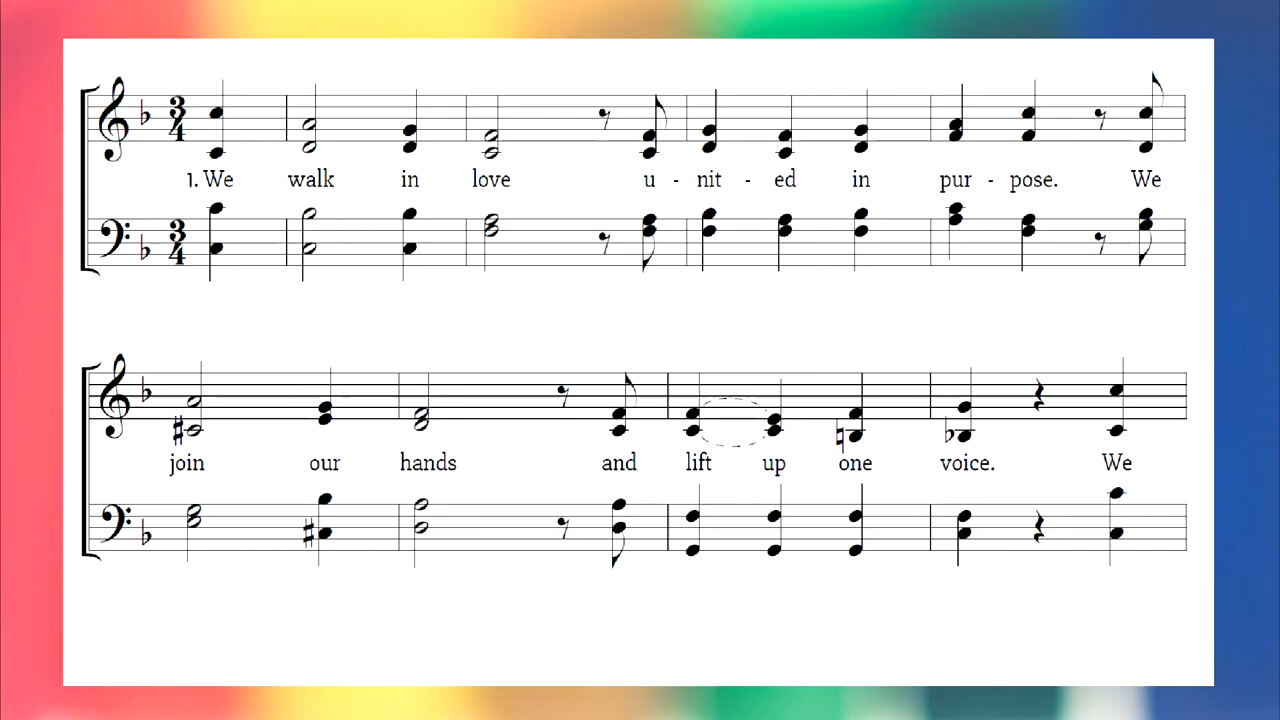 1. We walk in love u - nit - ed in pur - pose. We
join our hands and lift up one voice. We